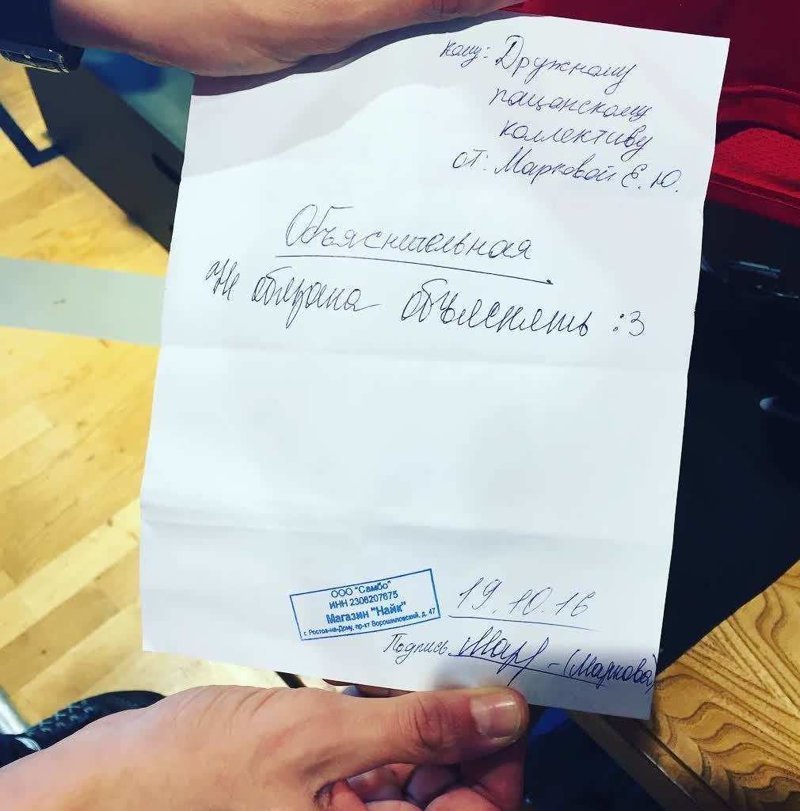 кому: Дружному
пацанскому
коллективу
от: Марковой Е. Ю.
Объяснительная
Не обязана объяснять :3
ООО "Самбо"
ИНН 2308207675
Магазин "Найк"
г. Ростов-на-Дону, пр-кт Ворошиловский, д. 47
19.10.16
Подпись Мар - (Маркова)